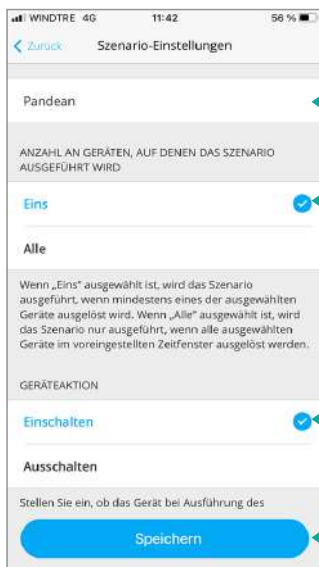 WINDTRE 4G 11:42 56 %
Zurück Szenario-Einstellungen
Pandean
ANZAHL AN GERÄTEN, AUF DENEN DAS SZENARIO
AUSGEFÜHRT WIRD
Eins
Alle
Wenn „Eins" ausgewählt ist, wird das Szenario
ausgeführt, wenn mindestens eines der ausgewählten
Geräte ausgelöst wird. Wenn „Alle" ausgewählt ist, wird
das Szenario nur ausgeführt, wenn alle ausgewählten
Geräte im voreingestellten Zeitfenster ausgelöst werden.
GERÄTEAKTION
Einschalten
Ausschalten
Stellen Sie ein, ob das Gerät bei Ausführung des
Speichern